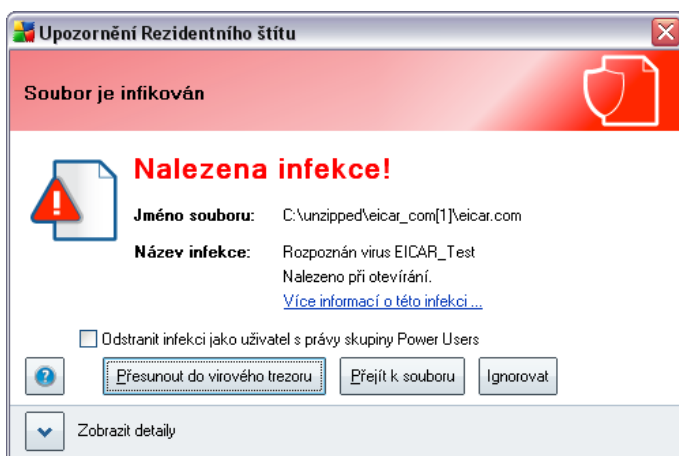 Upozornění Rezidentního štítu
Soubor je infikován
Nalezena infekce!
Jméno souboru: C:\unzipped\eicar_com[1]\eicar.com
Název infekce: Rozpoznán virus EICAR_Test
Nalezeno při otevírání.
Více informací o této infekci ...
Odstranit infekci jako uživatel s právy skupiny Power Users
Přesunout do virového trezoru Přejít k souboru Ignorovat
Zobrazit detaily